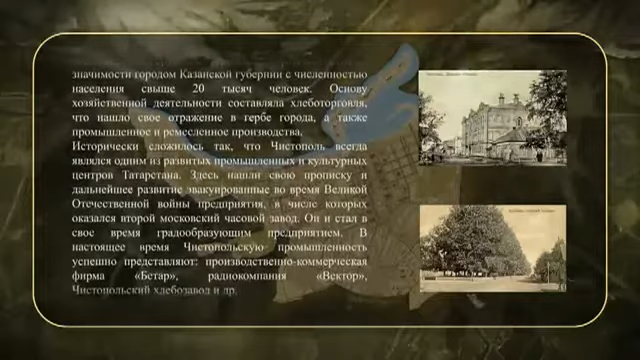 значимости городом Казанской губернии с численностью
населения свыше 20 тысяч человек. Основу
хозяйственной деятельности составляла хлеботорговля,
что нашло свое отражение в гербе города, а также
промышленное и ремесленное производства.
Исторически сложилось так, что Чистополь всегда
являлся одним из развитых промышленных и культурных
центров Татарстана. Здесь нашли свою прописку и
дальнейшее развитие эвакуированные во время Великой
Отечественной войны предприятия, в числе которых
оказался второй московский часовой завод. Он и стал в
свое время градообразующим предприятием. В
настоящее время Чистопольскую промышленность
успешно представляют: производственно-коммерческая
фирма «Бетар», радиокомпания «Вектор»,
Чистопольский хлебозавод и др.